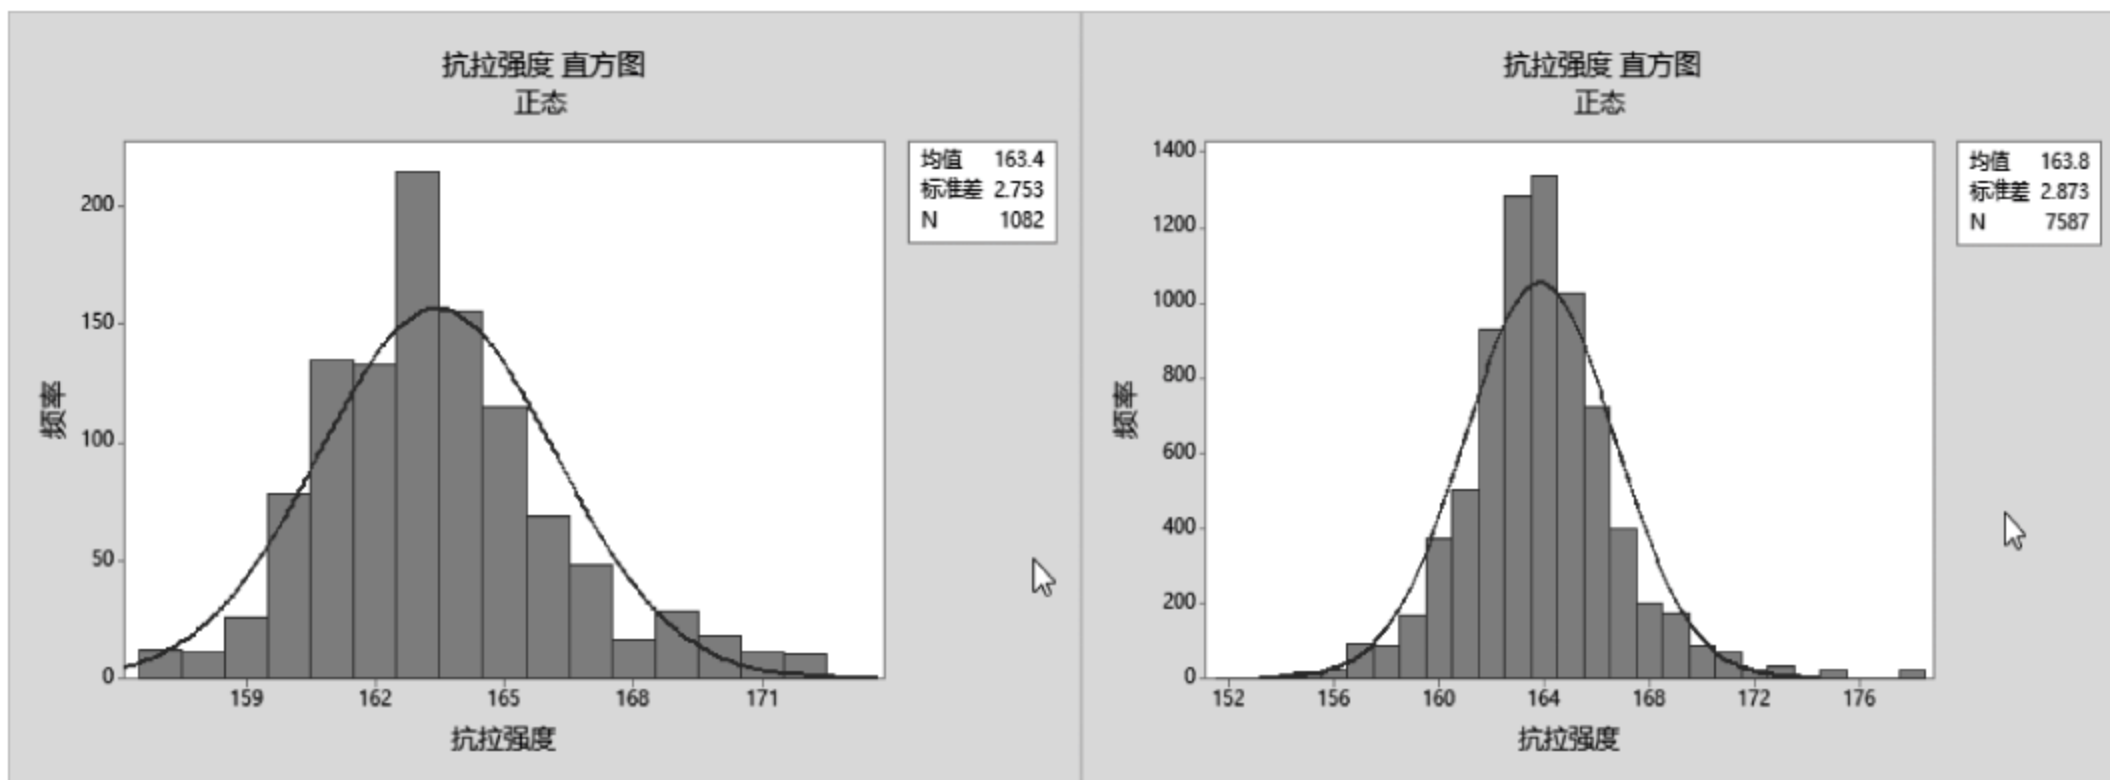 抗拉强度 直方图
正态
均值 163.4
标准差 2.753
N 1082
频率
200
150
100
50
0
159 162 165 168 171
抗拉强度
抗拉强度 直方图
正态
均值 163.8
标准差 2.873
N 7587
频率
1400
1200
1000
800
600
400
200
0
152 156 160 164 168 172 176
抗拉强度